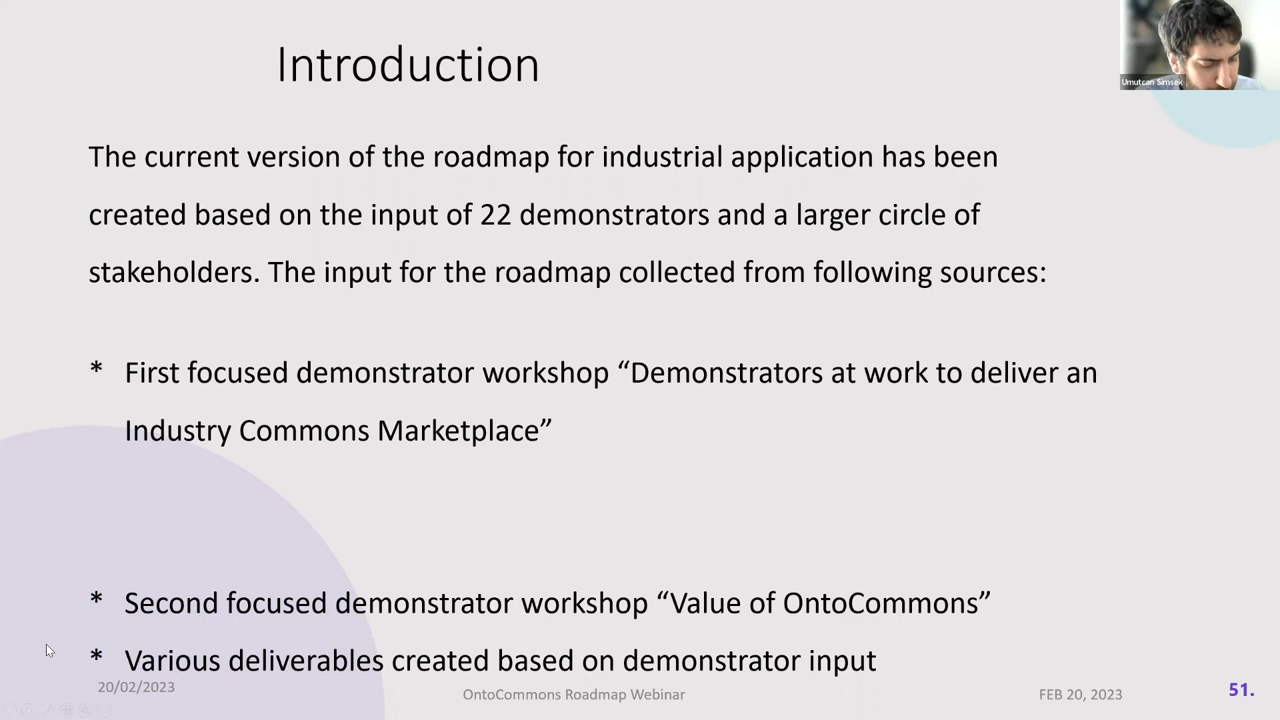 Introduction
Umutcan Simsek
The current version of the roadmap for industrial application has been
created based on the input of 22 demonstrators and a larger circle of
stakeholders. The input for the roadmap collected from following sources:
* First focused demonstrator workshop “Demonstrators at work to deliver an
Industry Commons Marketplace”
* Second focused demonstrator workshop “Value of OntoCommons”
* Various deliverables created based on demonstrator input
20/02/2023
OntoCommons Roadmap Webinar
FEB 20, 2023
51.